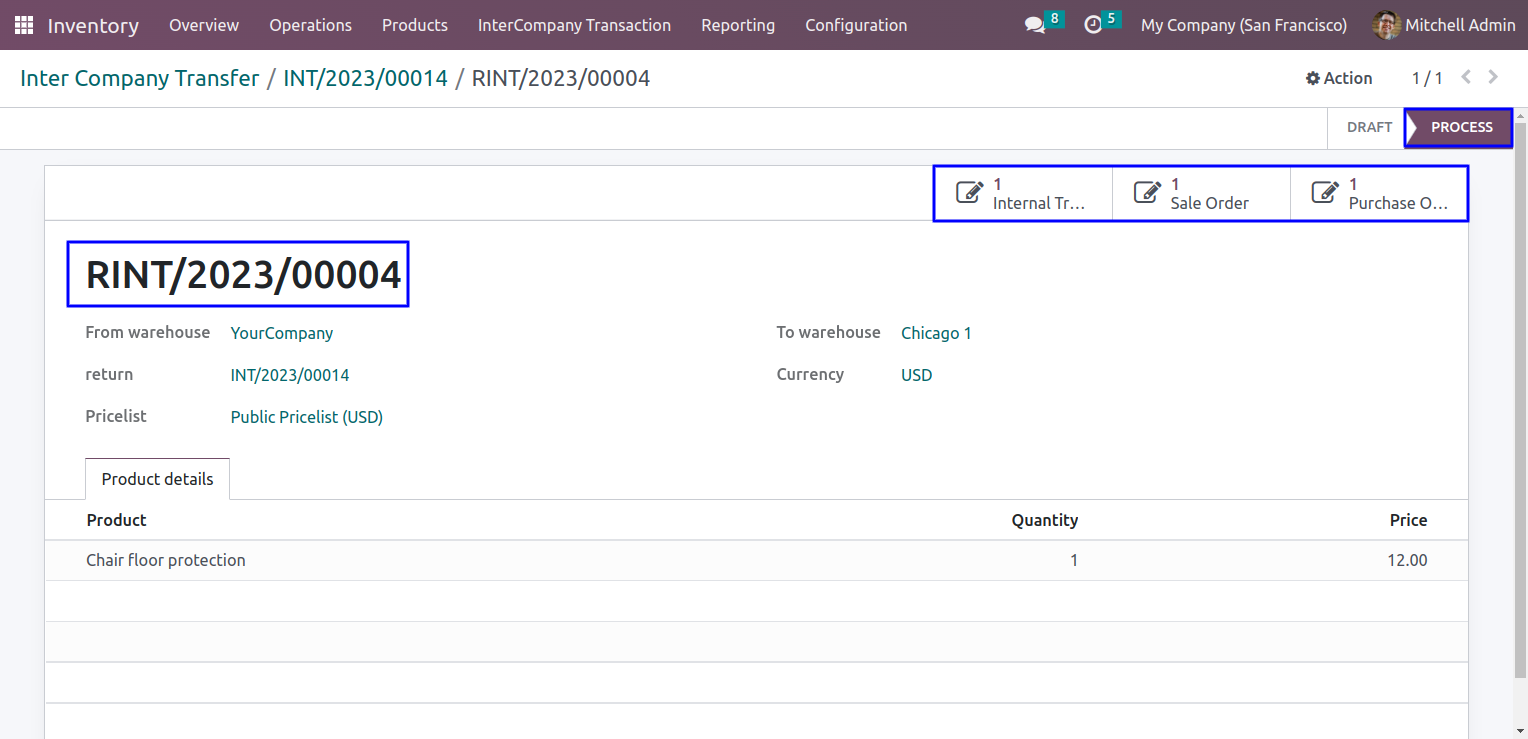 Inventory Overview Operations Products InterCompany Transaction Reporting Configuration 8 5 My Company (San Francisco) Mitchell Admin
Inter Company Transfer / INT/2023/00014 / RINT/2023/00004 Action 1 / 1
DRAFT PROCESS
1 Internal Tr...
1 Sale Order
1 Purchase O...
RINT/2023/00004
From warehouse YourCompany To warehouse Chicago 1
return INT/2023/00014 Currency USD
Pricelist Public Pricelist (USD)
Product details
Product Quantity Price
Chair floor protection 1 12.00